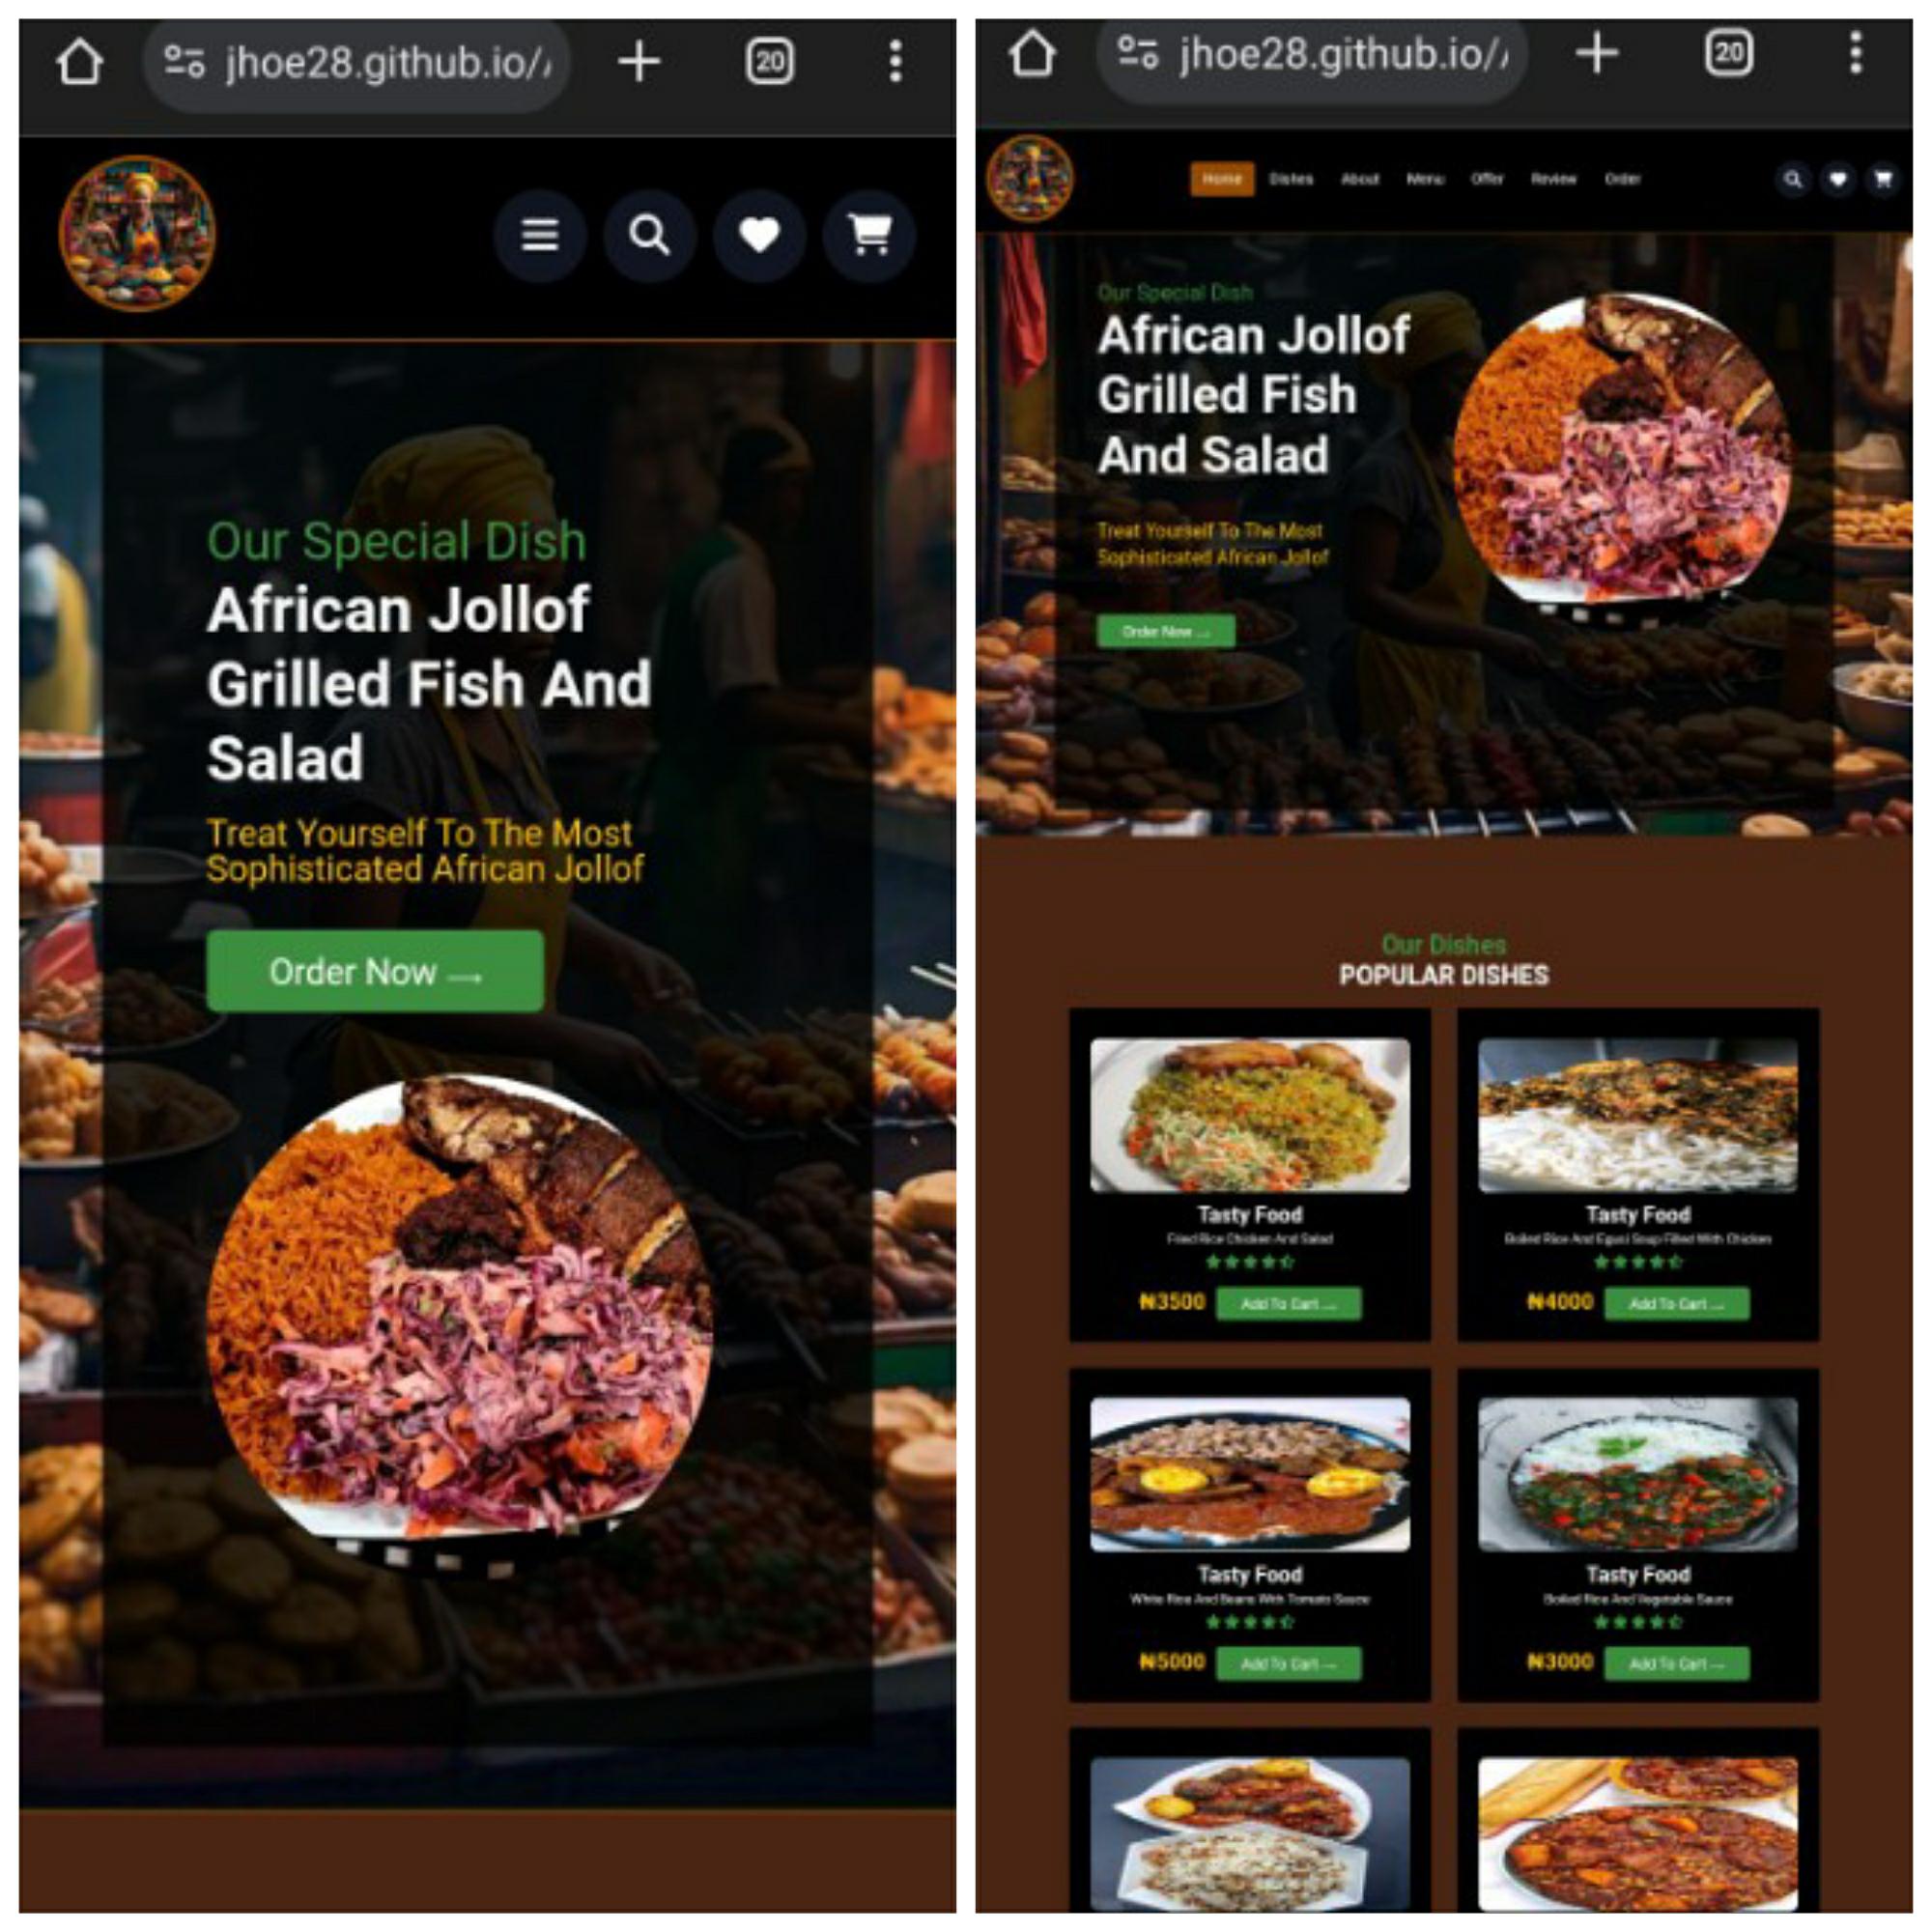 jhoe28.github.io/
20
Our Special Dish
African Jollof
Grilled Fish And
Salad
Treat Yourself To The Most
Sophisticated African Jollof
Order Now →
jhoe28.github.io/
20
Home Dishes About Menu Offer Review Order
Our Special Dish
African Jollof
Grilled Fish
And Salad
Treat Yourself To The Most
Sophisticated African Jollof
Order Now →
Our Dishes
POPULAR DISHES
Tasty Food
Fried Rice Chicken And Salad
₦3500 Add To Cart →
Tasty Food
Boiled Rice And Egusi Soup Filled With Chicken
₦4000 Add To Cart →
Tasty Food
White Rice And Beans With Tomato Sauce
₦5000 Add To Cart →
Tasty Food
Boiled Rice And Vegetable Sauce
₦3000 Add To Cart →